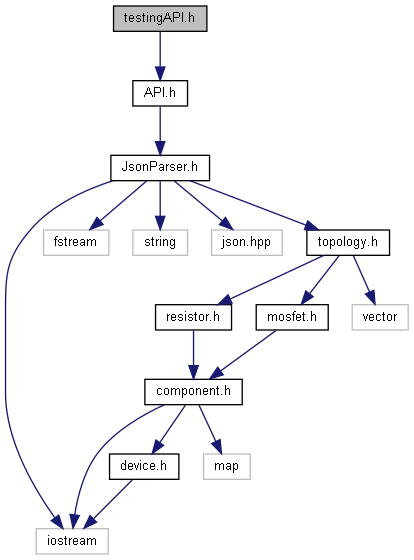 testingAPI.h
API.h
JsonParser.h
fstream
string
json.hpp
topology.h
resistor.h
mosfet.h
vector
component.h
device.h
map
iostream